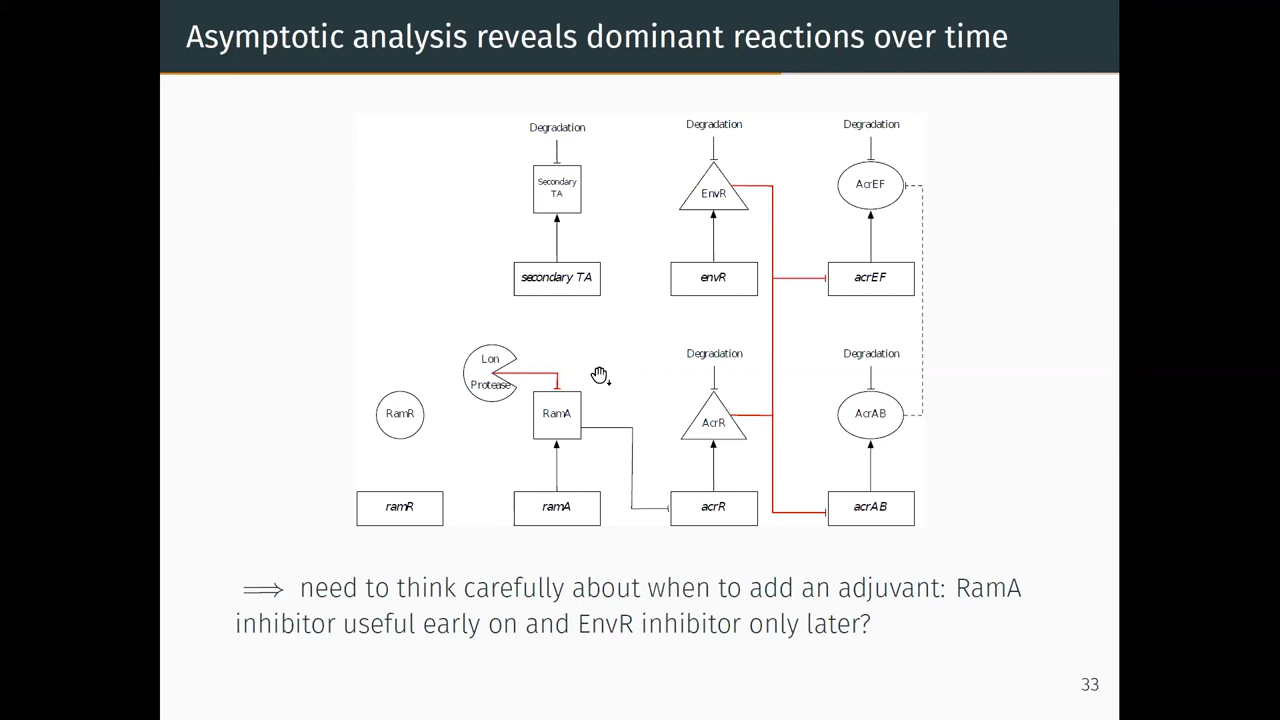 Asymptotic analysis reveals dominant reactions over time
Degradation
Degradation
Degradation
Secondary
TA
EnvR
AcrEF
secondary TA
envR
acrEF
Lon
Protease
Degradation
Degradation
RamR
RamA
AcrR
AcrAB
ramR
ramA
acrR
acrAB
⟹ need to think carefully about when to add an adjuvant: RamA
inhibitor useful early on and EnvR inhibitor only later?
33